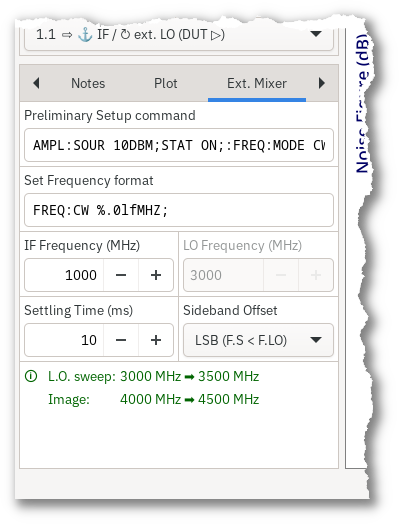 1.1 ⇨ ⚓ IF / ↻ ext. LO (DUT ▷)
Notes Plot Ext. Mixer
Preliminary Setup command
AMPL:SOUR 10DBM;STAT ON;:FREQ:MODE CW
Set Frequency format
FREQ:CW %.0lfMHZ;
IF Frequency (MHz) LO Frequency (MHz)
1000 − + 3000 − +
Settling Time (ms) Sideband Offset
10 − + LSB (F.S < F.LO)
L.O. sweep: 3000 MHz ➡ 3500 MHz
Image: 4000 MHz ➡ 4500 MHz
Noise Figure (dB)